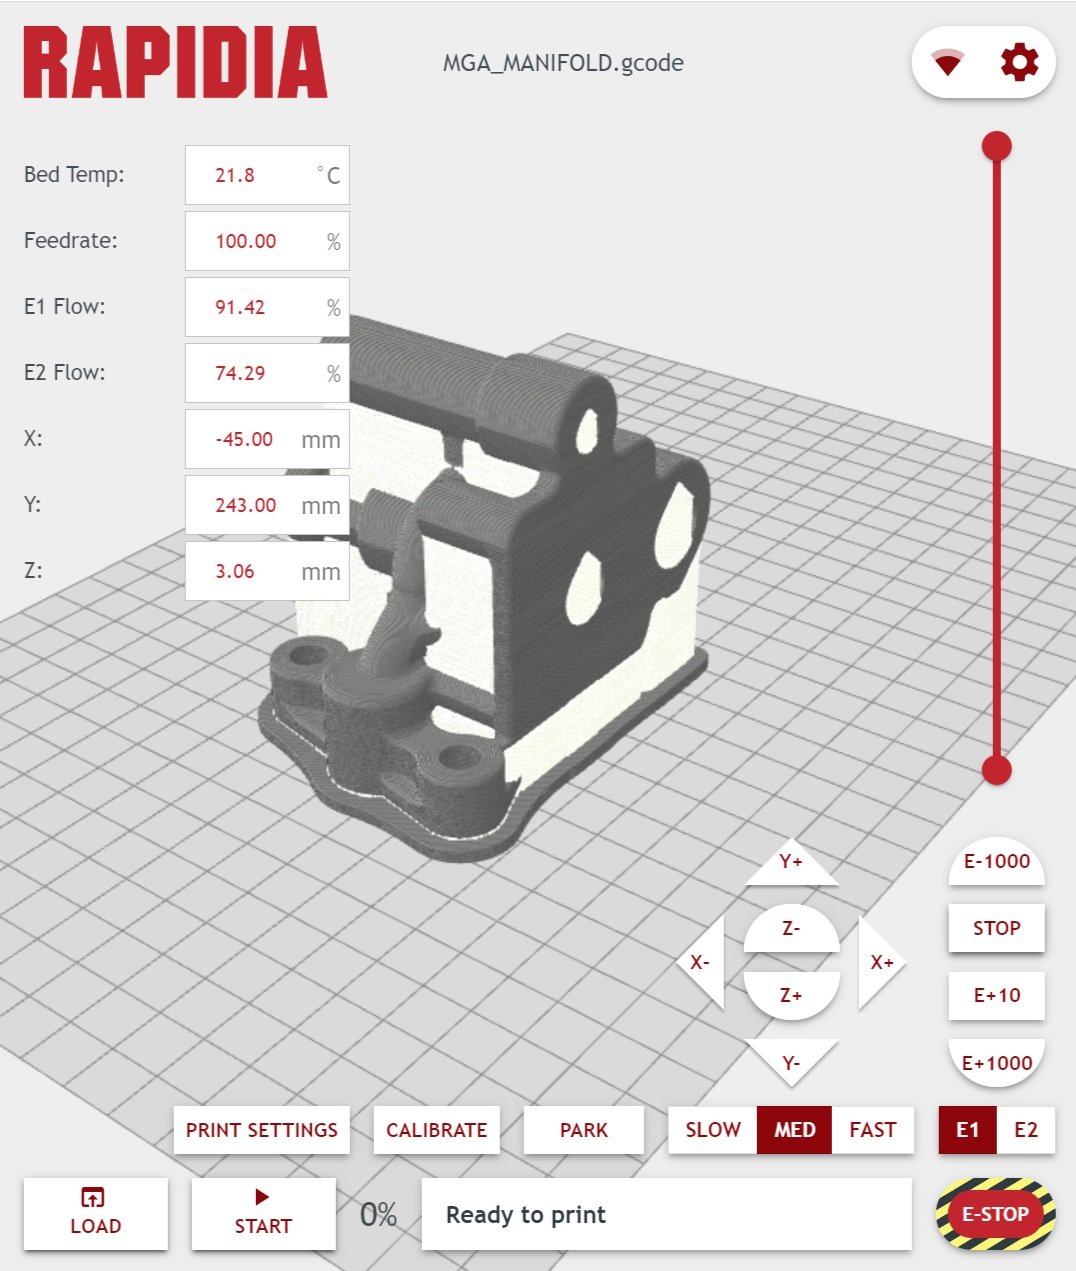 RAPIDIA
MGA_MANIFOLD.gcode
Bed Temp: 21.8 °C
Feedrate: 100.00 %
E1 Flow: 91.42 %
E2 Flow: 74.29 %
X: -45.00 mm
Y: 243.00 mm
Z: 3.06 mm
Y+
Z-
X-
X+
Z+
Y-
E-1000
STOP
E+10
E+1000
PRINT SETTINGS CALIBRATE PARK SLOW MED FAST E1 E2
LOAD START 0% Ready to print E-STOP